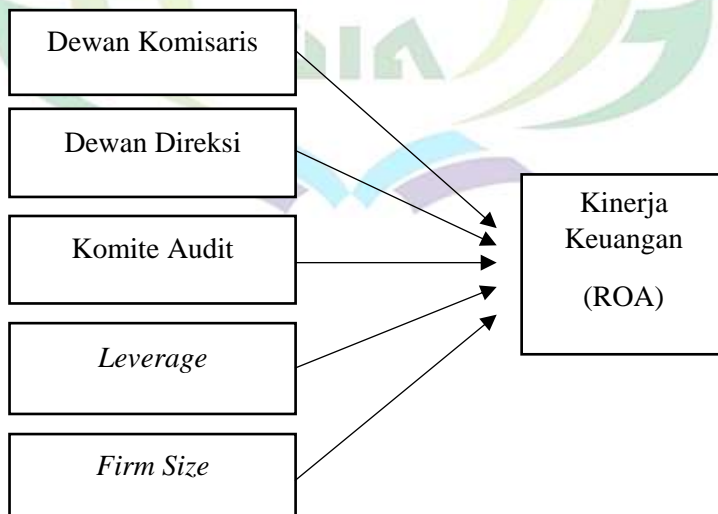 Dewan Komisaris
Dewan Direksi
Komite Audit
Leverage
Firm Size
Kinerja
Keuangan
(ROA)